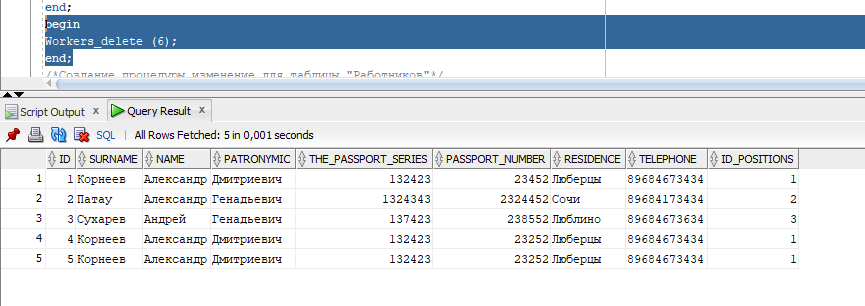 end;
begin
Workers_delete (6);
end;
/*Создание процедуры изменение для таблицы "Работников"*/
Script Output x Query Result x
SQL | All Rows Fetched: 5 in 0,001 seconds
ID SURNAME NAME PATRONYMIC THE_PASSPORT_SERIES PASSPORT_NUMBER RESIDENCE TELEPHONE ID_POSITIONS
1 1 Корнеев Александр Дмитриевич 132423 23452 Люберцы 89684673434 1
2 2 Патау Александр Генадьевич 1324343 2324452 Сочи 89684173434 2
3 3 Сухарев Андрей Генадьевич 137423 238552 Люблино 89684673634 3
4 4 Корнеев Александр Дмитриевич 132423 23252 Люберцы 89684673434 1
5 5 Корнеев Александр Дмитриевич 132423 23252 Люберцы 89684673434 1